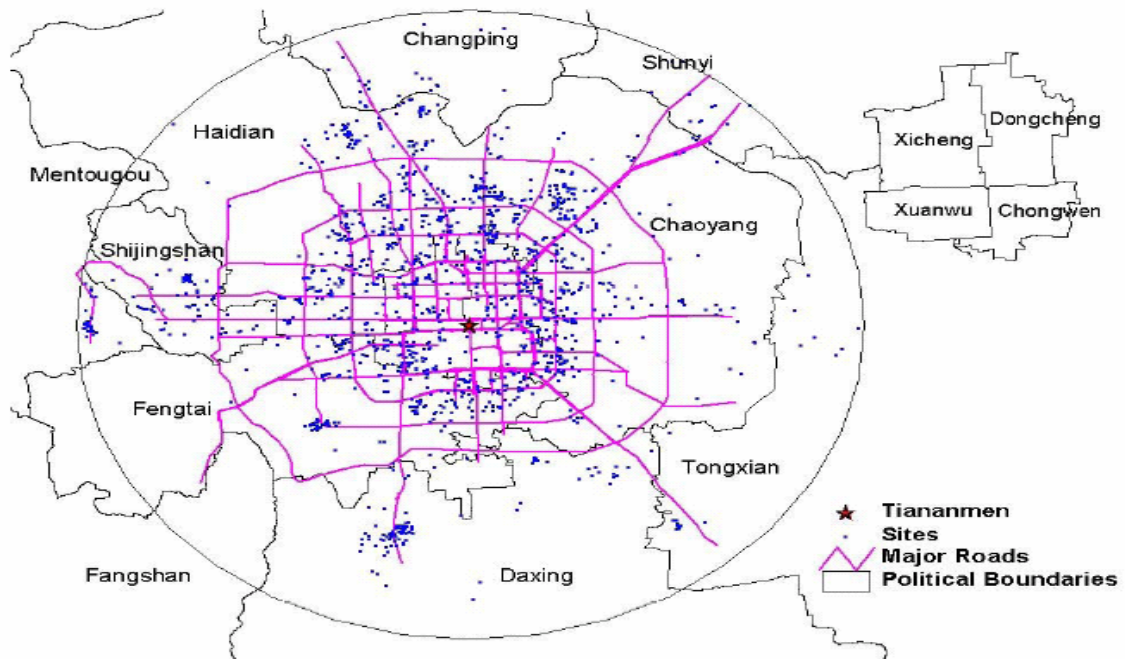 Changping
Shunyi
Haidian
Dongcheng
Xicheng
Mentougou
Xuanwu
Chongwen
Chaoyang
Shijingshan
Fengtai
Tongxian
Tiananmen
Sites
Major Roads
Political Boundaries
Fangshan
Daxing